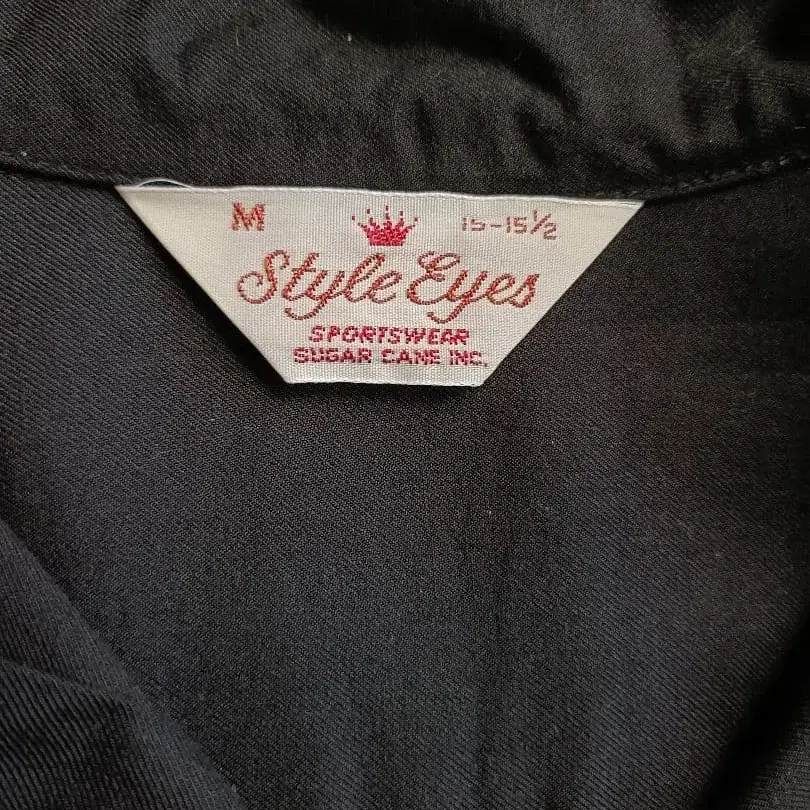 M 15-15½
Style Eyes
SPORTSWEAR
SUGAR CANE INC.